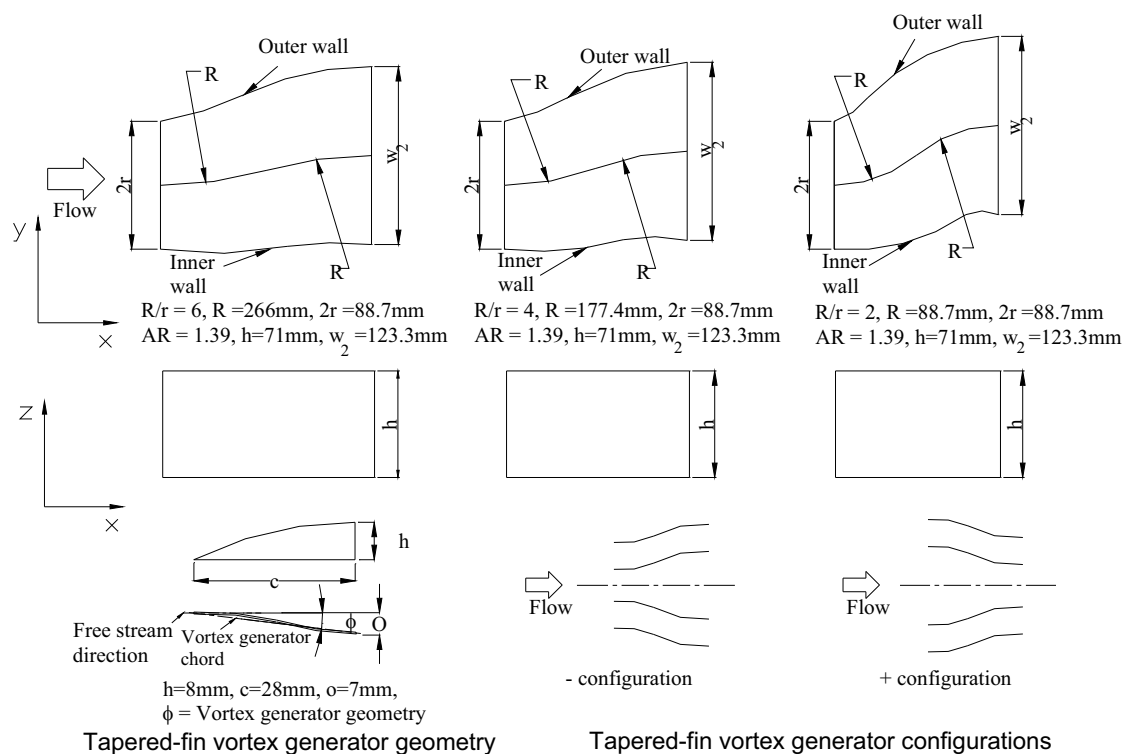 Outer wall
R
2r
w2
Flow
Inner
wall
R
y
x
R/r = 6, R =266mm, 2r =88.7mm
AR = 1.39, h=71mm, w2 =123.3mm
Outer wall
R
2r
w2
Inner
wall
R
R/r = 4, R =177.4mm, 2r =88.7mm
AR = 1.39, h=71mm, w2 =123.3mm
Outer
wall
R
2r
w2
Inner
wall
R
R/r = 2, R =88.7mm, 2r =88.7mm
AR = 1.39, h=71mm, w2 =123.3mm
z
x
h
h
h
h
c
ϕ
O
Free stream
direction
Vortex generator
chord
h=8mm, c=28mm, o=7mm,
ϕ = Vortex generator geometry
Tapered-fin vortex generator geometry
Flow
- configuration
Flow
+ configuration
Tapered-fin vortex generator configurations